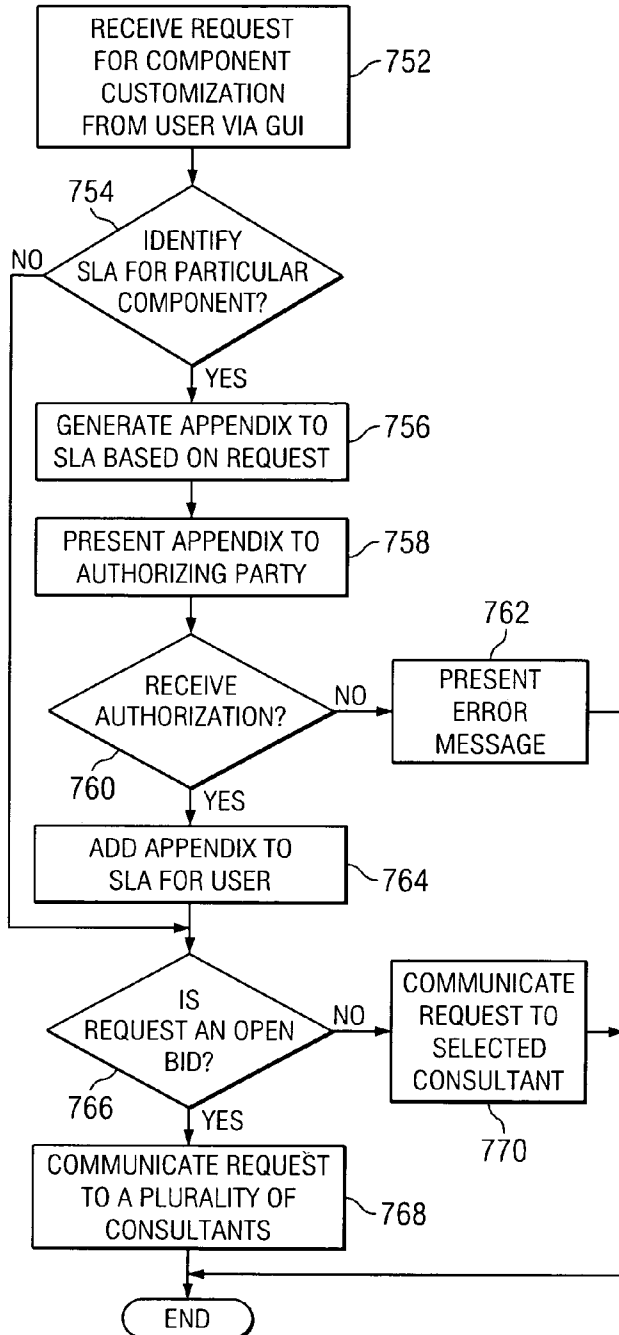 RECEIVE REQUEST
FOR COMPONENT
CUSTOMIZATION
FROM USER VIA GUI
752
754
IDENTIFY
SLA FOR PARTICULAR
COMPONENT?
NO
YES
GENERATE APPENDIX TO
SLA BASED ON REQUEST
756
PRESENT APPENDIX TO
AUTHORIZING PARTY
758
RECEIVE
AUTHORIZATION?
760
NO
YES
762
PRESENT
ERROR
MESSAGE
ADD APPENDIX TO
SLA FOR USER
764
IS
REQUEST AN OPEN
BID?
766
NO
YES
COMMUNICATE
REQUEST TO
SELECTED
CONSULTANT
770
COMMUNICATE REQUEST
TO A PLURALITY OF
CONSULTANTS
768
END